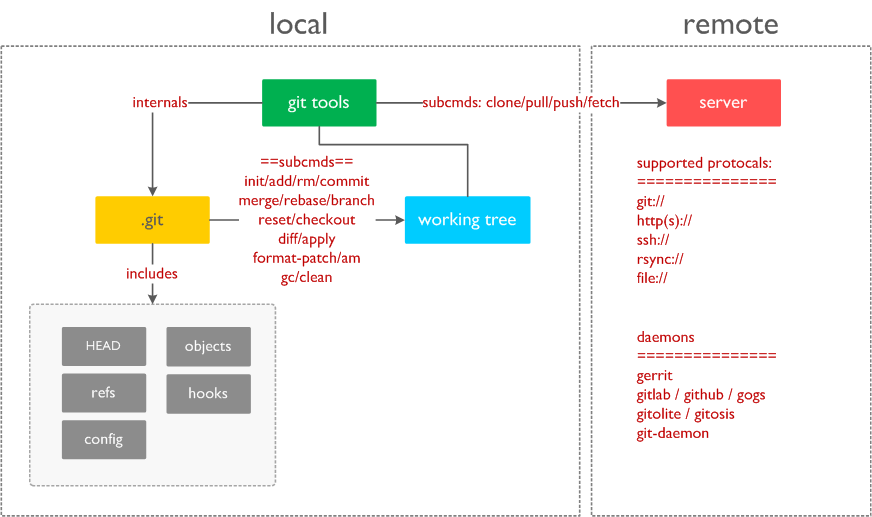 local
remote
git tools
internals
subcmds: clone/pull/push/fetch
server
==subcmds==
init/add/rm/commit
merge/rebase/branch
reset/checkout
diff/apply
format-patch/am
gc/clean
.git
working tree
includes
HEAD
objects
refs
hooks
config
supported protocals:
===============
git://
http(s)://
ssh://
rsync://
file://
daemons
===============
gerrit
gitlab / github / gogs
gitolite / gitosis
git-daemon